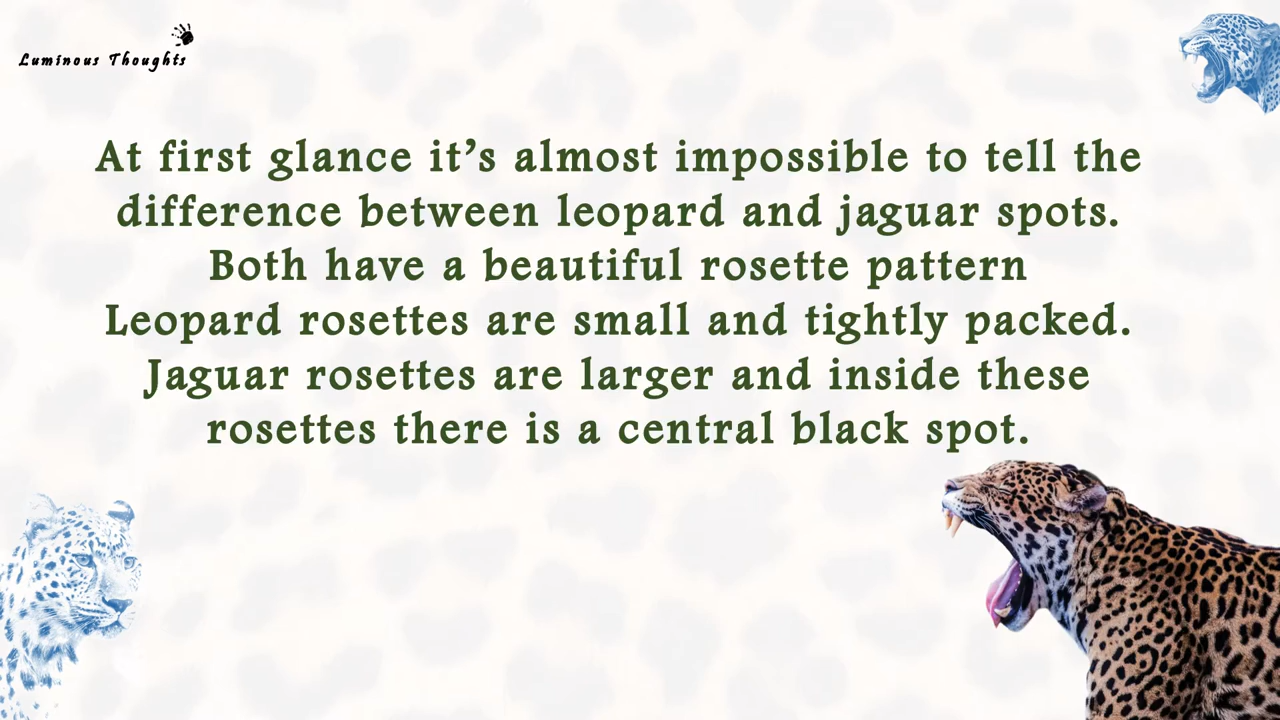 Luminous Thoughts
At first glance it’s almost impossible to tell the
difference between leopard and jaguar spots.
Both have a beautiful rosette pattern
Leopard rosettes are small and tightly packed.
Jaguar rosettes are larger and inside these
rosettes there is a central black spot.